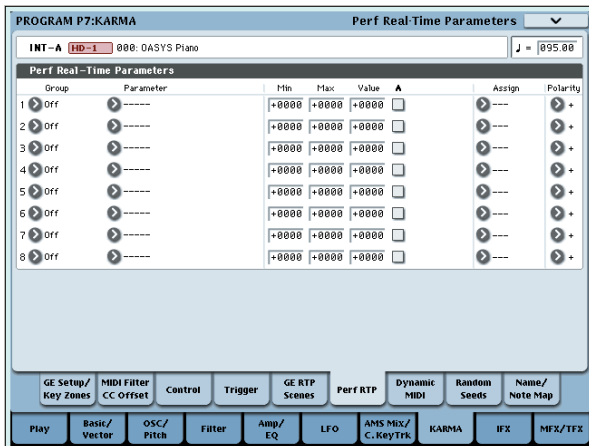 PROGRAM P7:KARMA Perf Real-Time Parameters
INT-A HD-1 000: OASYS Piano ♩ = 095.00
Perf Real-Time Parameters
Group Parameter Min Max Value A Assign Polarity
1 Off ----- +0000 +0000 +0000 --- +
2 Off ----- +0000 +0000 +0000 --- +
3 Off ----- +0000 +0000 +0000 --- +
4 Off ----- +0000 +0000 +0000 --- +
5 Off ----- +0000 +0000 +0000 --- +
6 Off ----- +0000 +0000 +0000 --- +
7 Off ----- +0000 +0000 +0000 --- +
8 Off ----- +0000 +0000 +0000 --- +
GE Setup/ MIDI Filter Control Trigger GE RTP Perf RTP Dynamic Random Name/
Key Zones CC Offset Scenes MIDI Seeds Note Map
Play Basic/ OSC/ Filter Amp/ LFO AMS Mix/ KARMA IFX MFX/TFX
Vector Pitch EQ C.KeyTrk